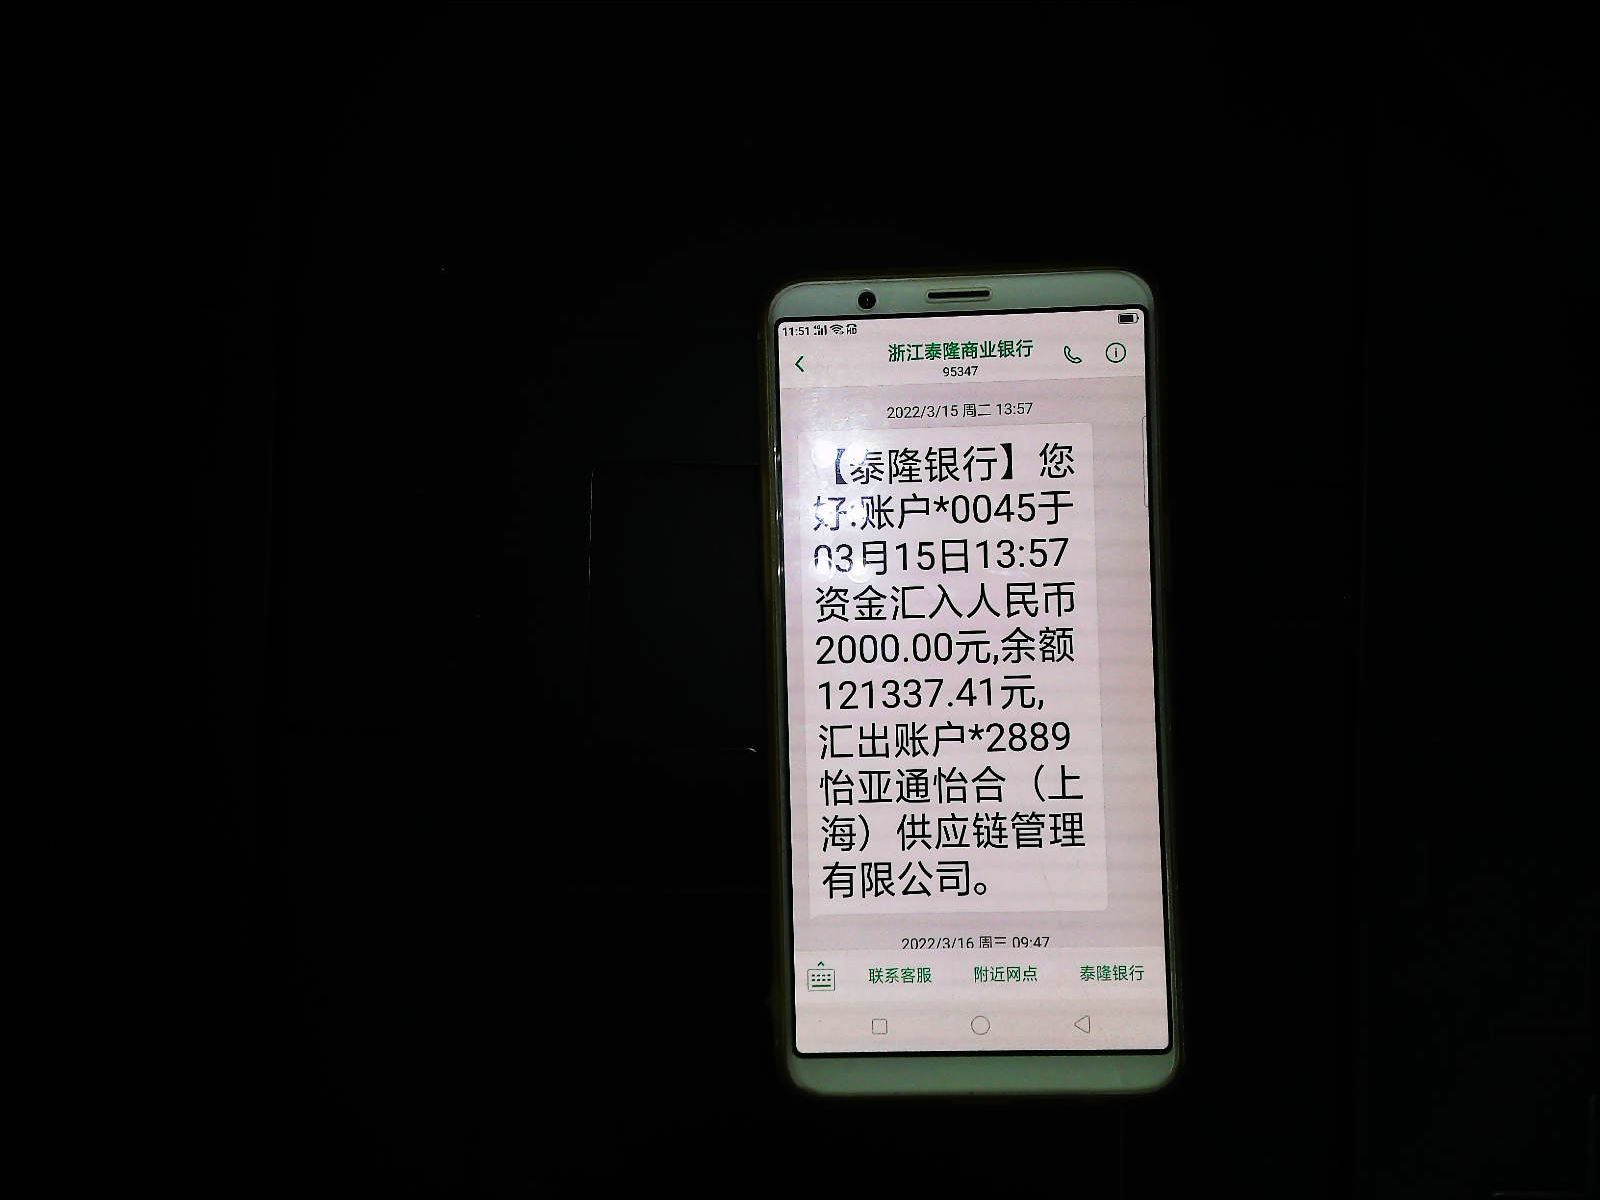 11:51
浙江泰隆商业银行
95347
2022/3/15 周二 13:57
【泰隆银行】您
好:账户*0045于
03月15日13:57
资金汇入人民币
2000.00元,余额
121337.41元,
汇出账户*2889
怡亚通怡合（上
海）供应链管理
有限公司。
2022/3/16 周三 09:47
联系客服 附近网点 泰隆银行